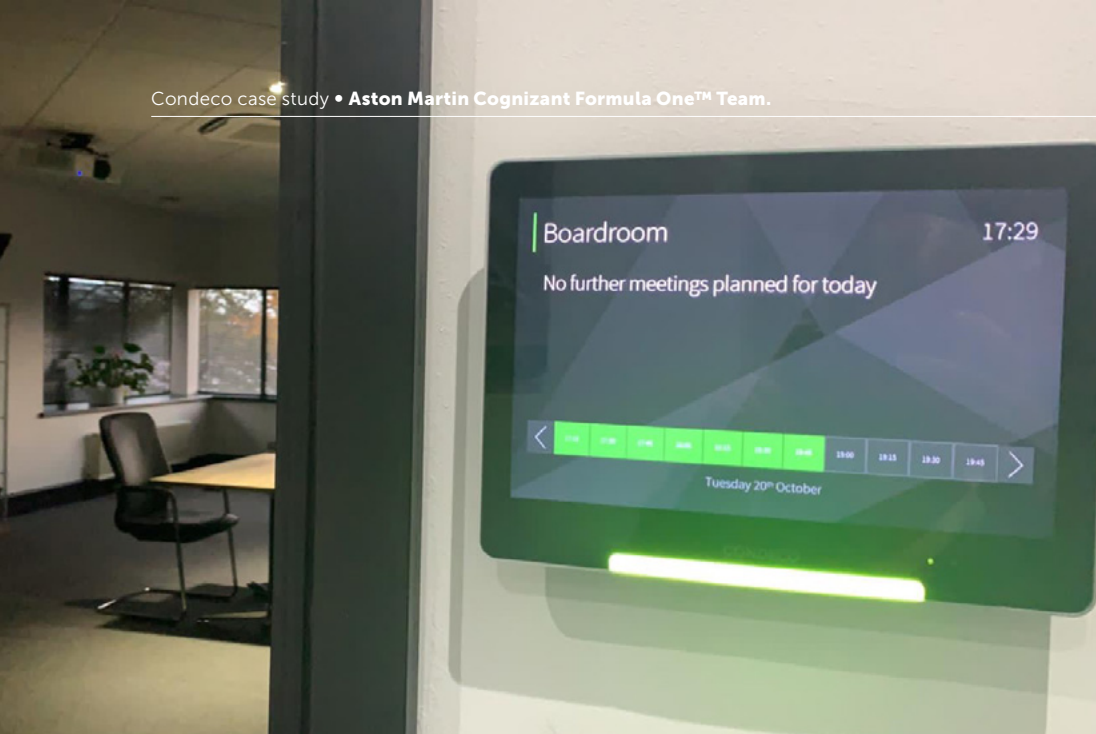 Condeco case study • Aston Martin Cognizant Formula One™ Team.
Boardroom 17:29
No further meetings planned for today
19:00 19:15 19:30 19:45
Tuesday 20th October
CONDECO